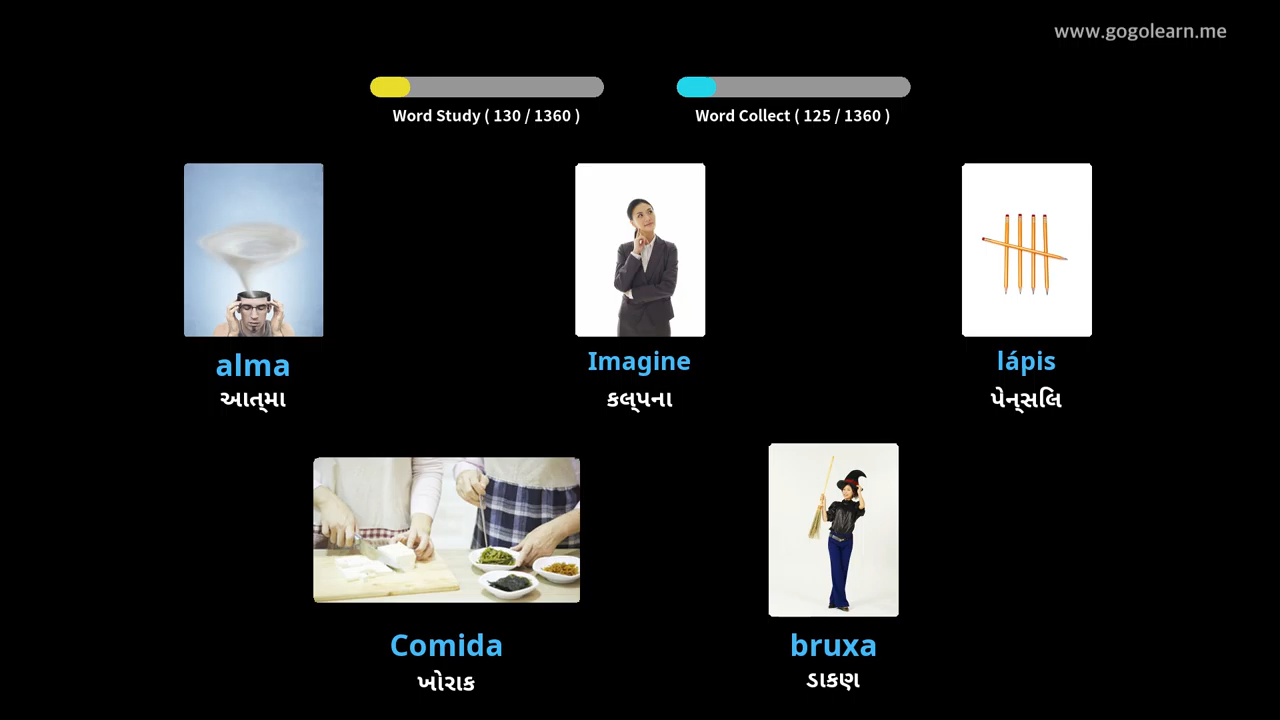 www.gogolearn.me
Word Study ( 130 / 1360 )
Word Collect ( 125 / 1360 )
alma
આત્‌મા
Imagine
કલ્‌પના
lápis
પેન્‌સલિ
Comida
ખોરાક
bruxa
ડાકણ